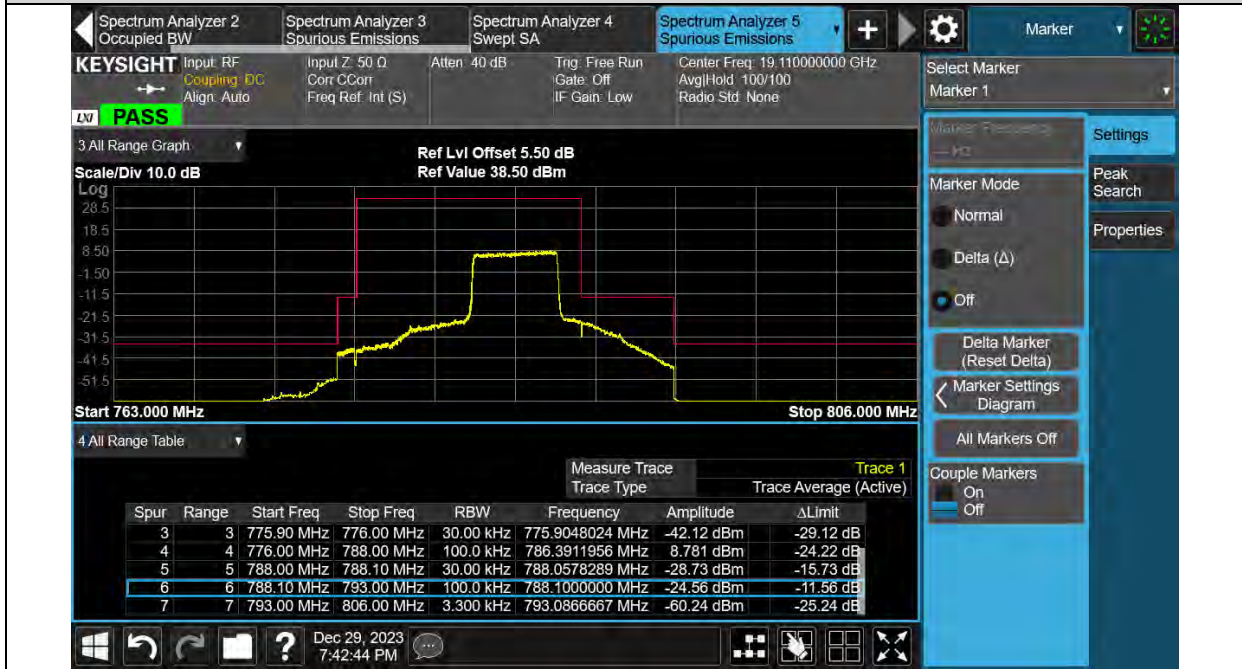 Spectrum Analyzer 2
Occupied BW
Spectrum Analyzer 3
Spurious Emissions
Spectrum Analyzer 4
Swept SA
Spectrum Analyzer 5
Spurious Emissions
+
Marker
KEYSIGHT
Input: RF
Coupling: DC
Align: Auto
Input Z: 50 Ω
Corr CCorr
Freq Ref: Int (S)
Atten: 40 dB
Trig: Free Run
Gate: Off
IF Gain: Low
Center Freq: 19.110000000 GHz
Avg|Hold: 100/100
Radio Std: None
LXI PASS
Select Marker
Marker 1
3 All Range Graph
Ref Lvl Offset 5.50 dB
Scale/Div 10.0 dB
Ref Value 38.50 dBm
Log
28.5
18.5
8.50
-1.50
-11.5
-21.5
-31.5
-41.5
-51.5
Start 763.000 MHz
Stop 806.000 MHz
Marker Frequency
--- Hz
Marker Mode
Normal
Delta (Δ)
Off
Delta Marker
(Reset Delta)
Marker Settings
Diagram
All Markers Off
Couple Markers
On
Off
Settings
Peak
Search
Properties
4 All Range Table
Measure Trace Trace 1
Trace Type Trace Average (Active)
Spur Range Start Freq Stop Freq RBW Frequency Amplitude ΔLimit
3 3 775.90 MHz 776.00 MHz 30.00 kHz 775.9048024 MHz -42.12 dBm -29.12 dB
4 4 776.00 MHz 788.00 MHz 100.0 kHz 786.3911956 MHz 8.781 dBm -24.22 dB
5 5 788.00 MHz 788.10 MHz 30.00 kHz 788.0578289 MHz -28.73 dBm -15.73 dB
6 6 788.10 MHz 793.00 MHz 100.0 kHz 788.1000000 MHz -24.56 dBm -11.56 dB
7 7 793.00 MHz 806.00 MHz 3.300 kHz 793.0866667 MHz -60.24 dBm -25.24 dB
?
Dec 29, 2023
7:42:44 PM